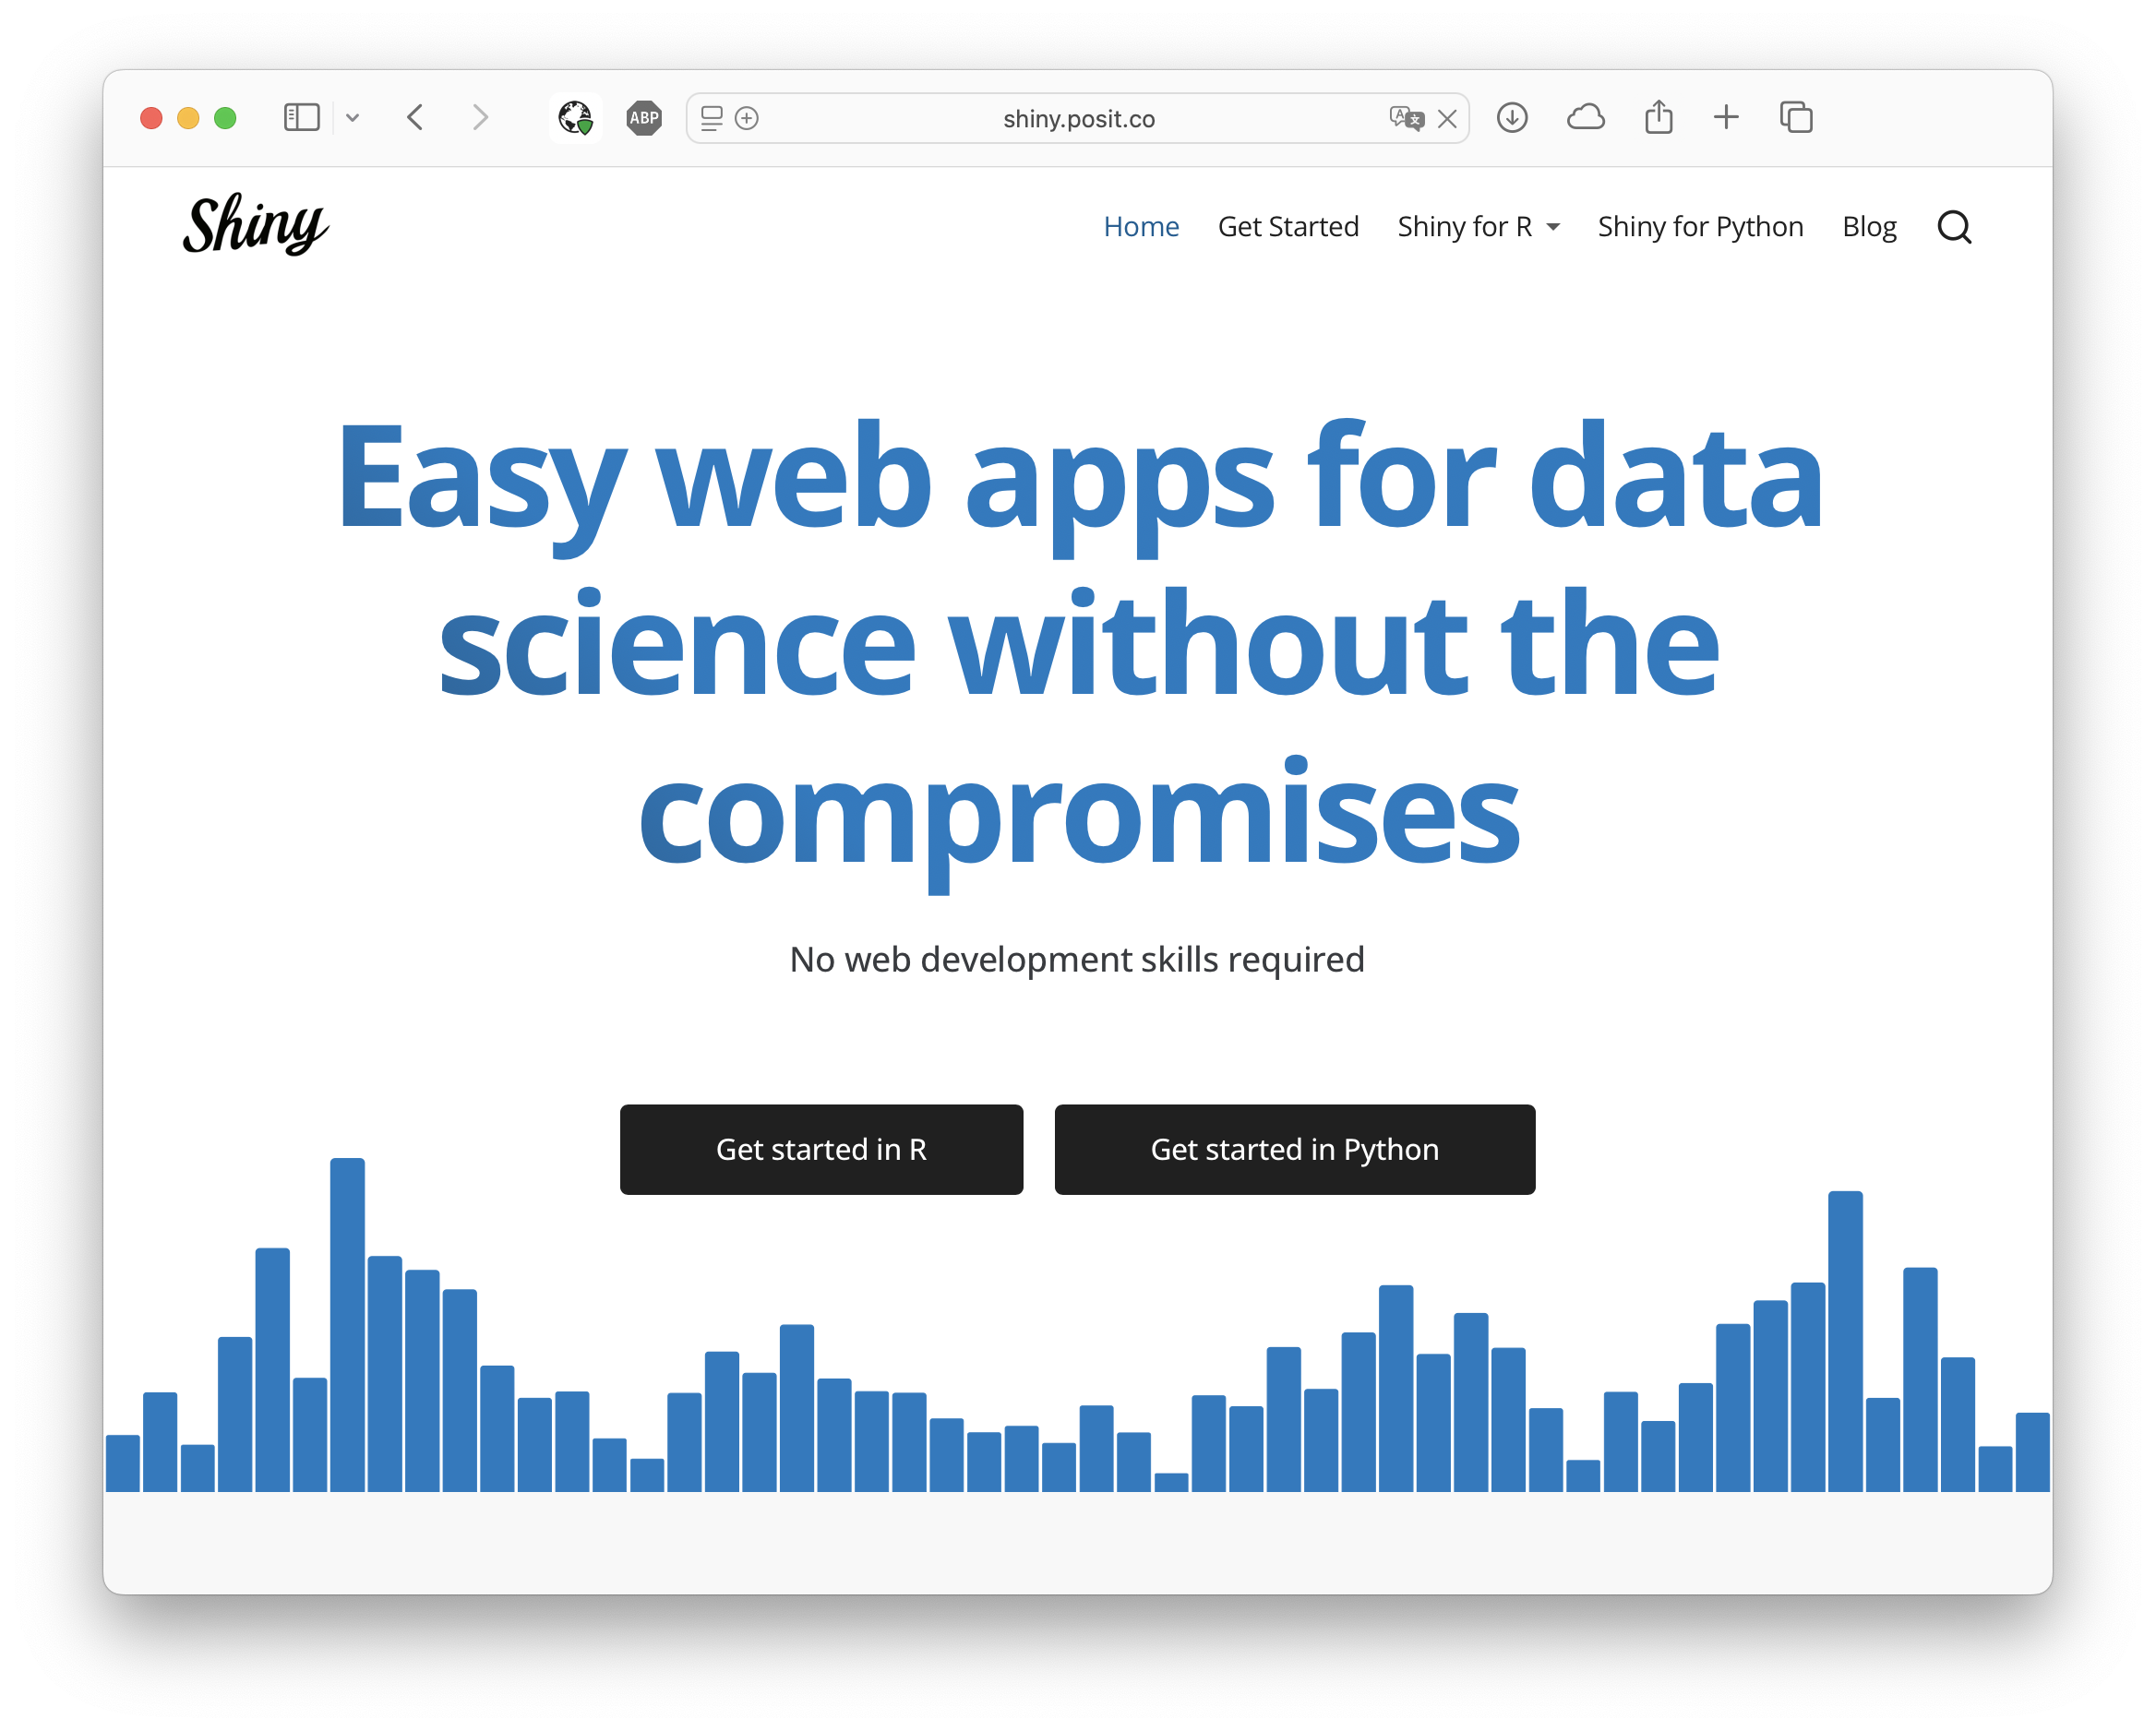 ABP
shiny.posit.co
Shiny
Home Get Started Shiny for R Shiny for Python Blog
Easy web apps for data
science without the
compromises
No web development skills required
Get started in R Get started in Python